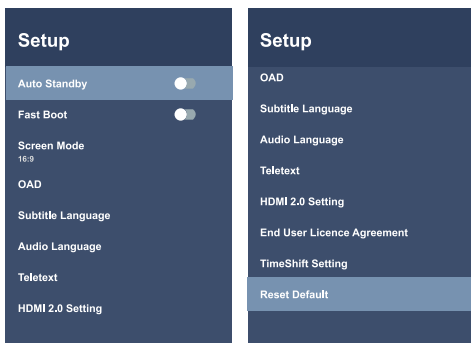 Setup
Auto Standby
Fast Boot
Screen Mode
16:9
OAD
Subtitle Language
Audio Language
Teletext
HDMI 2.0 Setting
Setup
OAD
Subtitle Language
Audio Language
Teletext
HDMI 2.0 Setting
End User Licence Agreement
TimeShift Setting
Reset Default